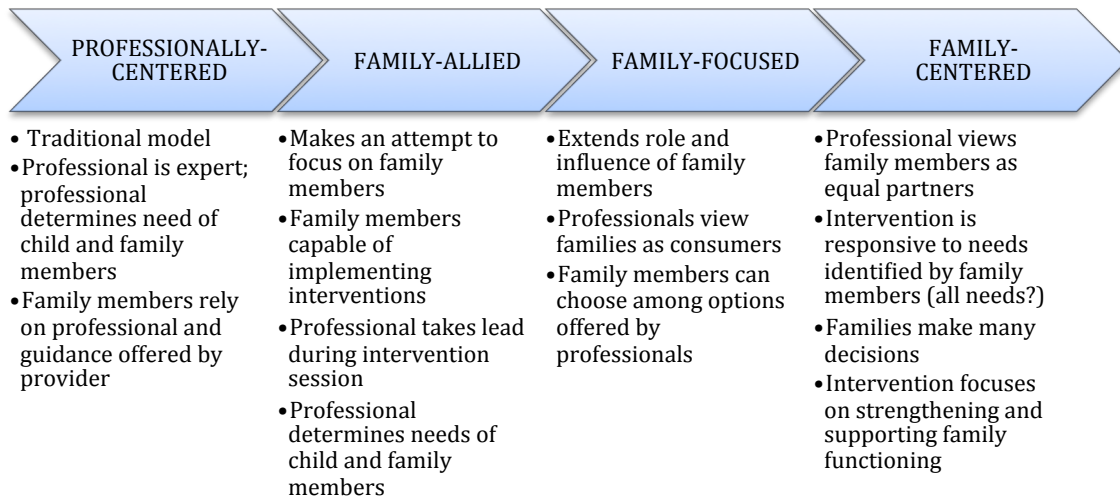 PROFESSIONALLY-
CENTERED
• Traditional model
•Professional is expert;
professional
determines need of
child and family
members
•Family members rely
on professional and
guidance offered by
provider
FAMILY-ALLIED
•Makes an attempt to
focus on family
members
•Family members
capable of
implementing
interventions
•Professional takes lead
during intervention
session
•Professional
determines needs of
child and family
members
FAMILY-FOCUSED
•Extends role and
influence of family
members
•Professionals view
families as consumers
•Family members can
choose among options
offered by
professionals
FAMILY-
CENTERED
•Professional views
family members as
equal partners
•Intervention is
responsive to needs
identified by family
members (all needs?)
•Families make many
decisions
•Intervention focuses
on strengthening and
supporting family
functioning